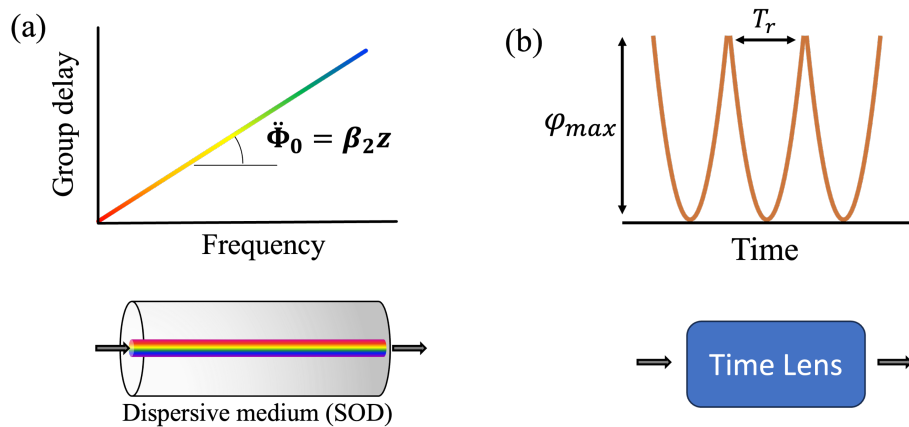 (a)
Group delay
Φ̈₀ = β₂z
Frequency
Dispersive medium (SOD)
(b)
T_r
φ_max
Time
Time Lens